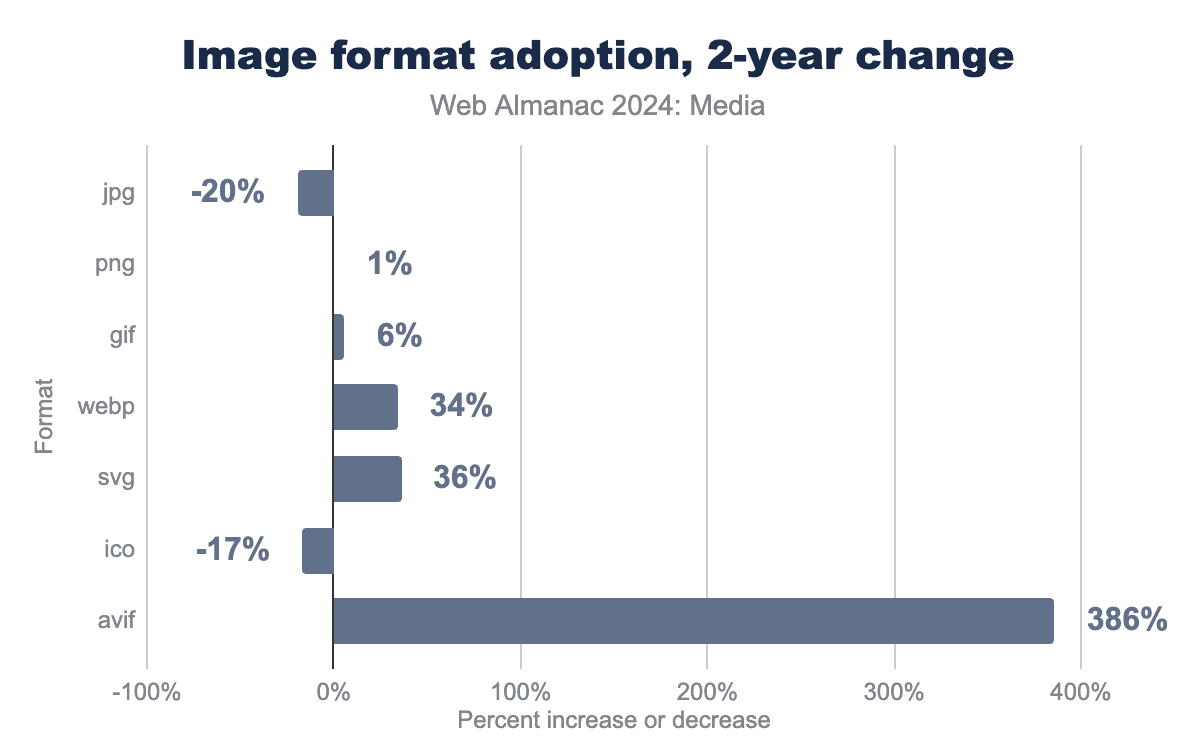 Image format adoption, 2-year change
Web Almanac 2024: Media
Format
jpg -20%
png 1%
gif 6%
webp 34%
svg 36%
ico -17%
avif 386%
-100% 0% 100% 200% 300% 400%
Percent increase or decrease